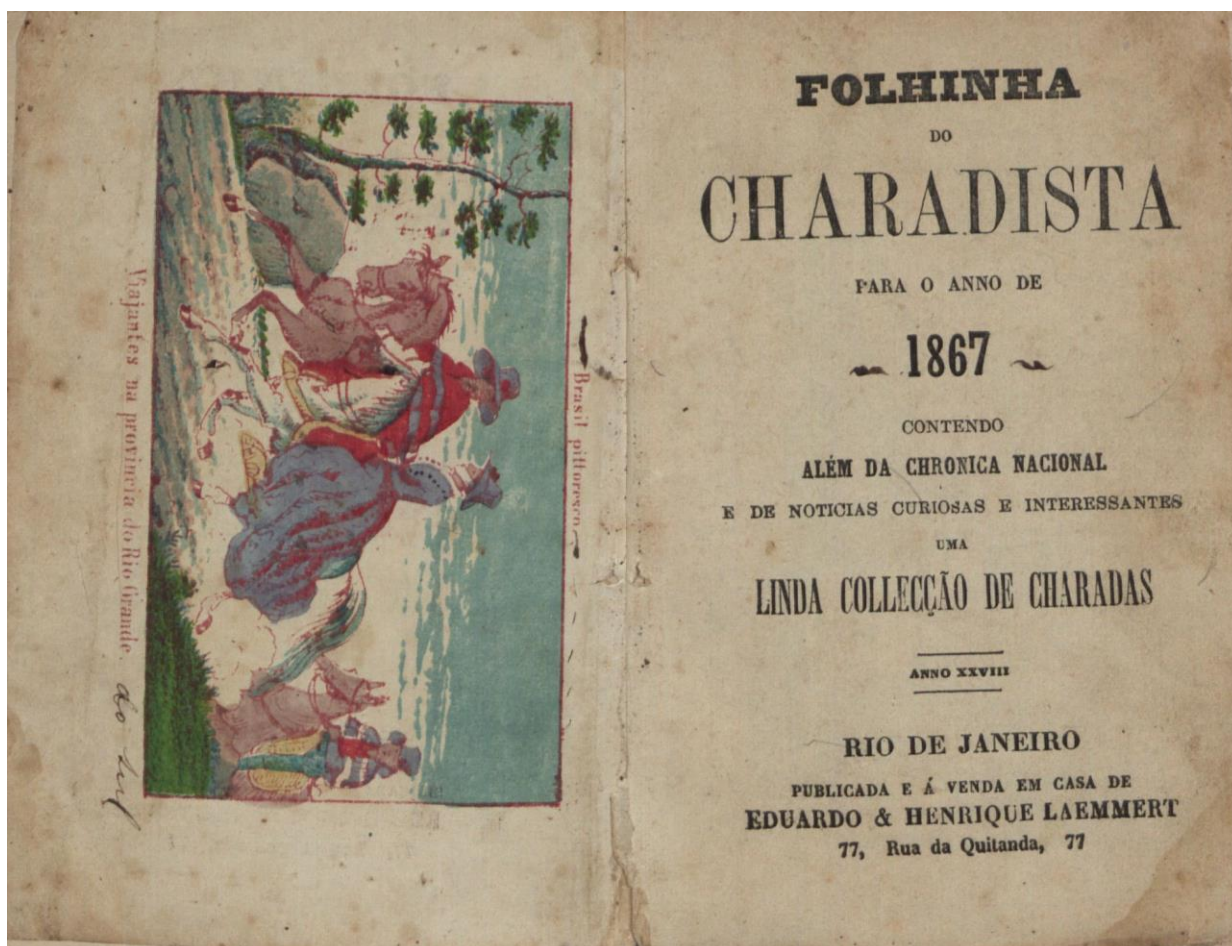 Brasil pittoresco
Viajantes na provincia do Rio Grande.
do sul
FOLHINHA
DO
CHARADISTA
PARA O ANNO DE
1867
CONTENDO
ALÉM DA CHRONICA NACIONAL
E DE NOTICIAS CURIOSAS E INTERESSANTES
UMA
LINDA COLLECÇÃO DE CHARADAS
ANNO XXVIII
RIO DE JANEIRO
PUBLICADA E Á VENDA EM CASA DE
EDUARDO & HENRIQUE LAEMMERT
77, Rua da Quitanda, 77